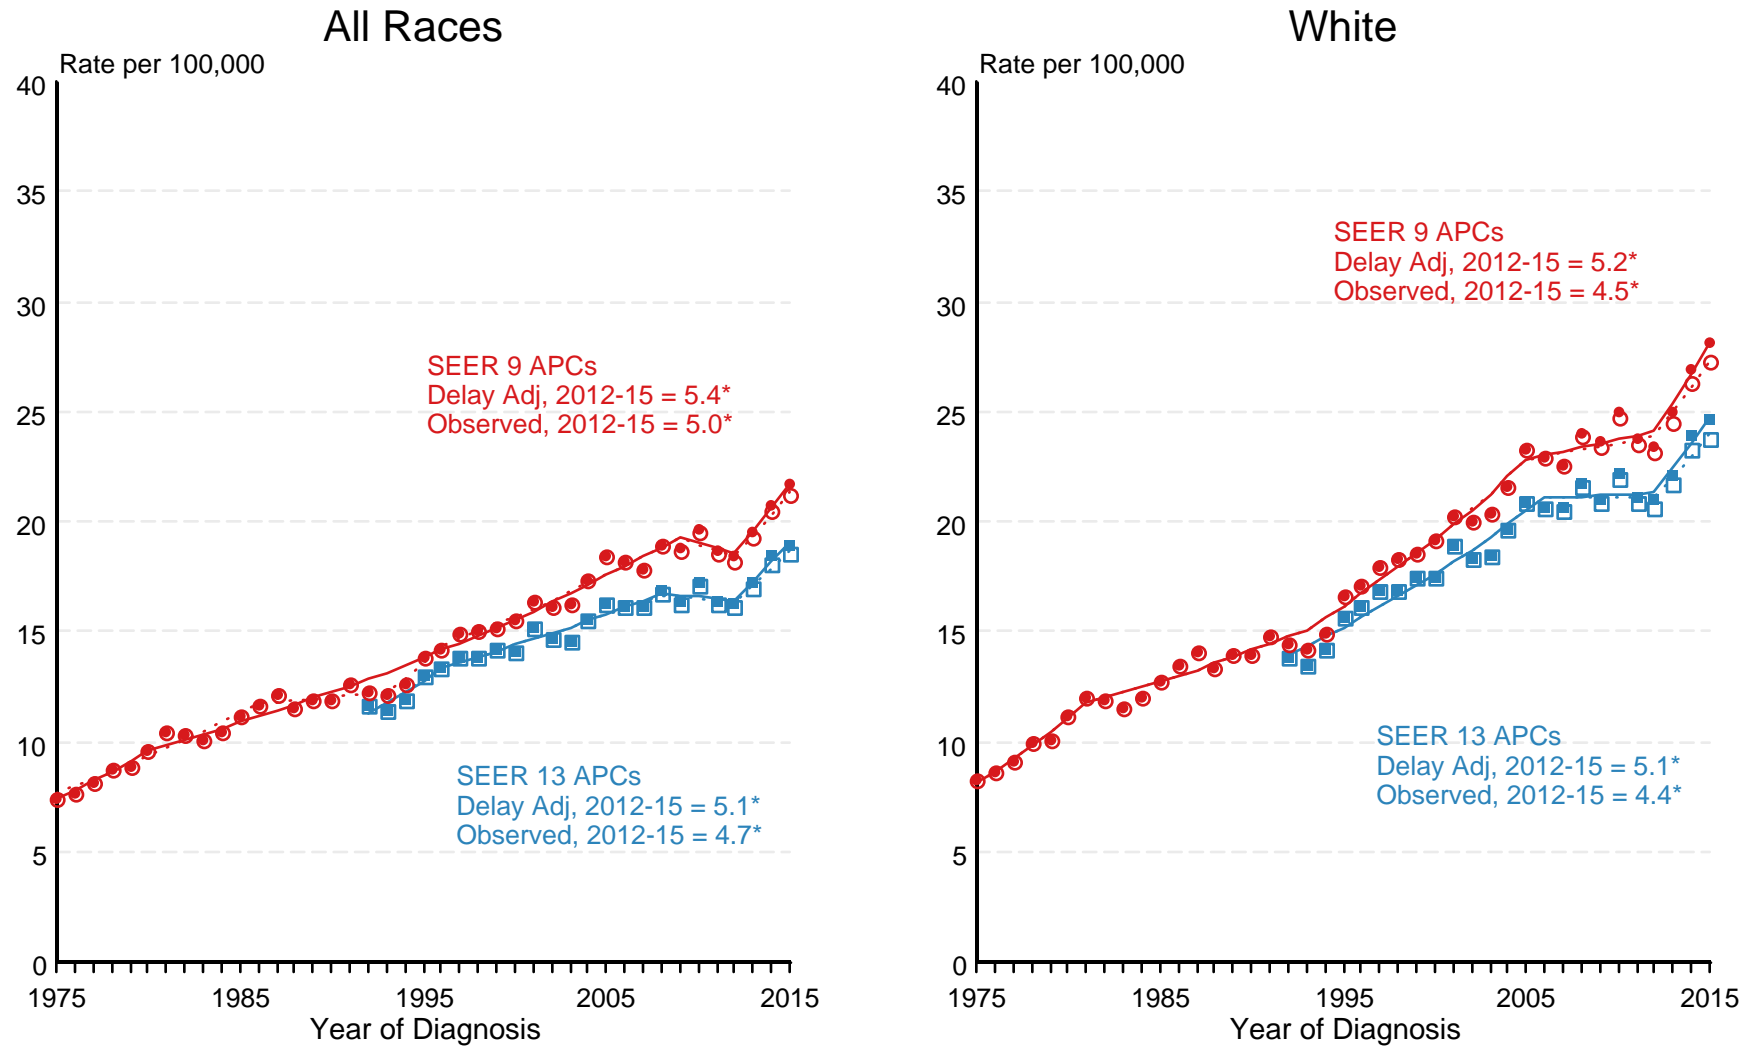 All Races
Rate per 100,000
40
35
30
25
20
15
10
5
0
SEER 9 APCs
Delay Adj, 2012-15 = 5.4*
Observed, 2012-15 = 5.0*
SEER 13 APCs
Delay Adj, 2012-15 = 5.1*
Observed, 2012-15 = 4.7*
1975 1985 1995 2005 2015
Year of Diagnosis
White
Rate per 100,000
40
35
30
25
20
15
10
5
0
SEER 9 APCs
Delay Adj, 2012-15 = 5.2*
Observed, 2012-15 = 4.5*
SEER 13 APCs
Delay Adj, 2012-15 = 5.1*
Observed, 2012-15 = 4.4*
1975 1985 1995 2005 2015
Year of Diagnosis